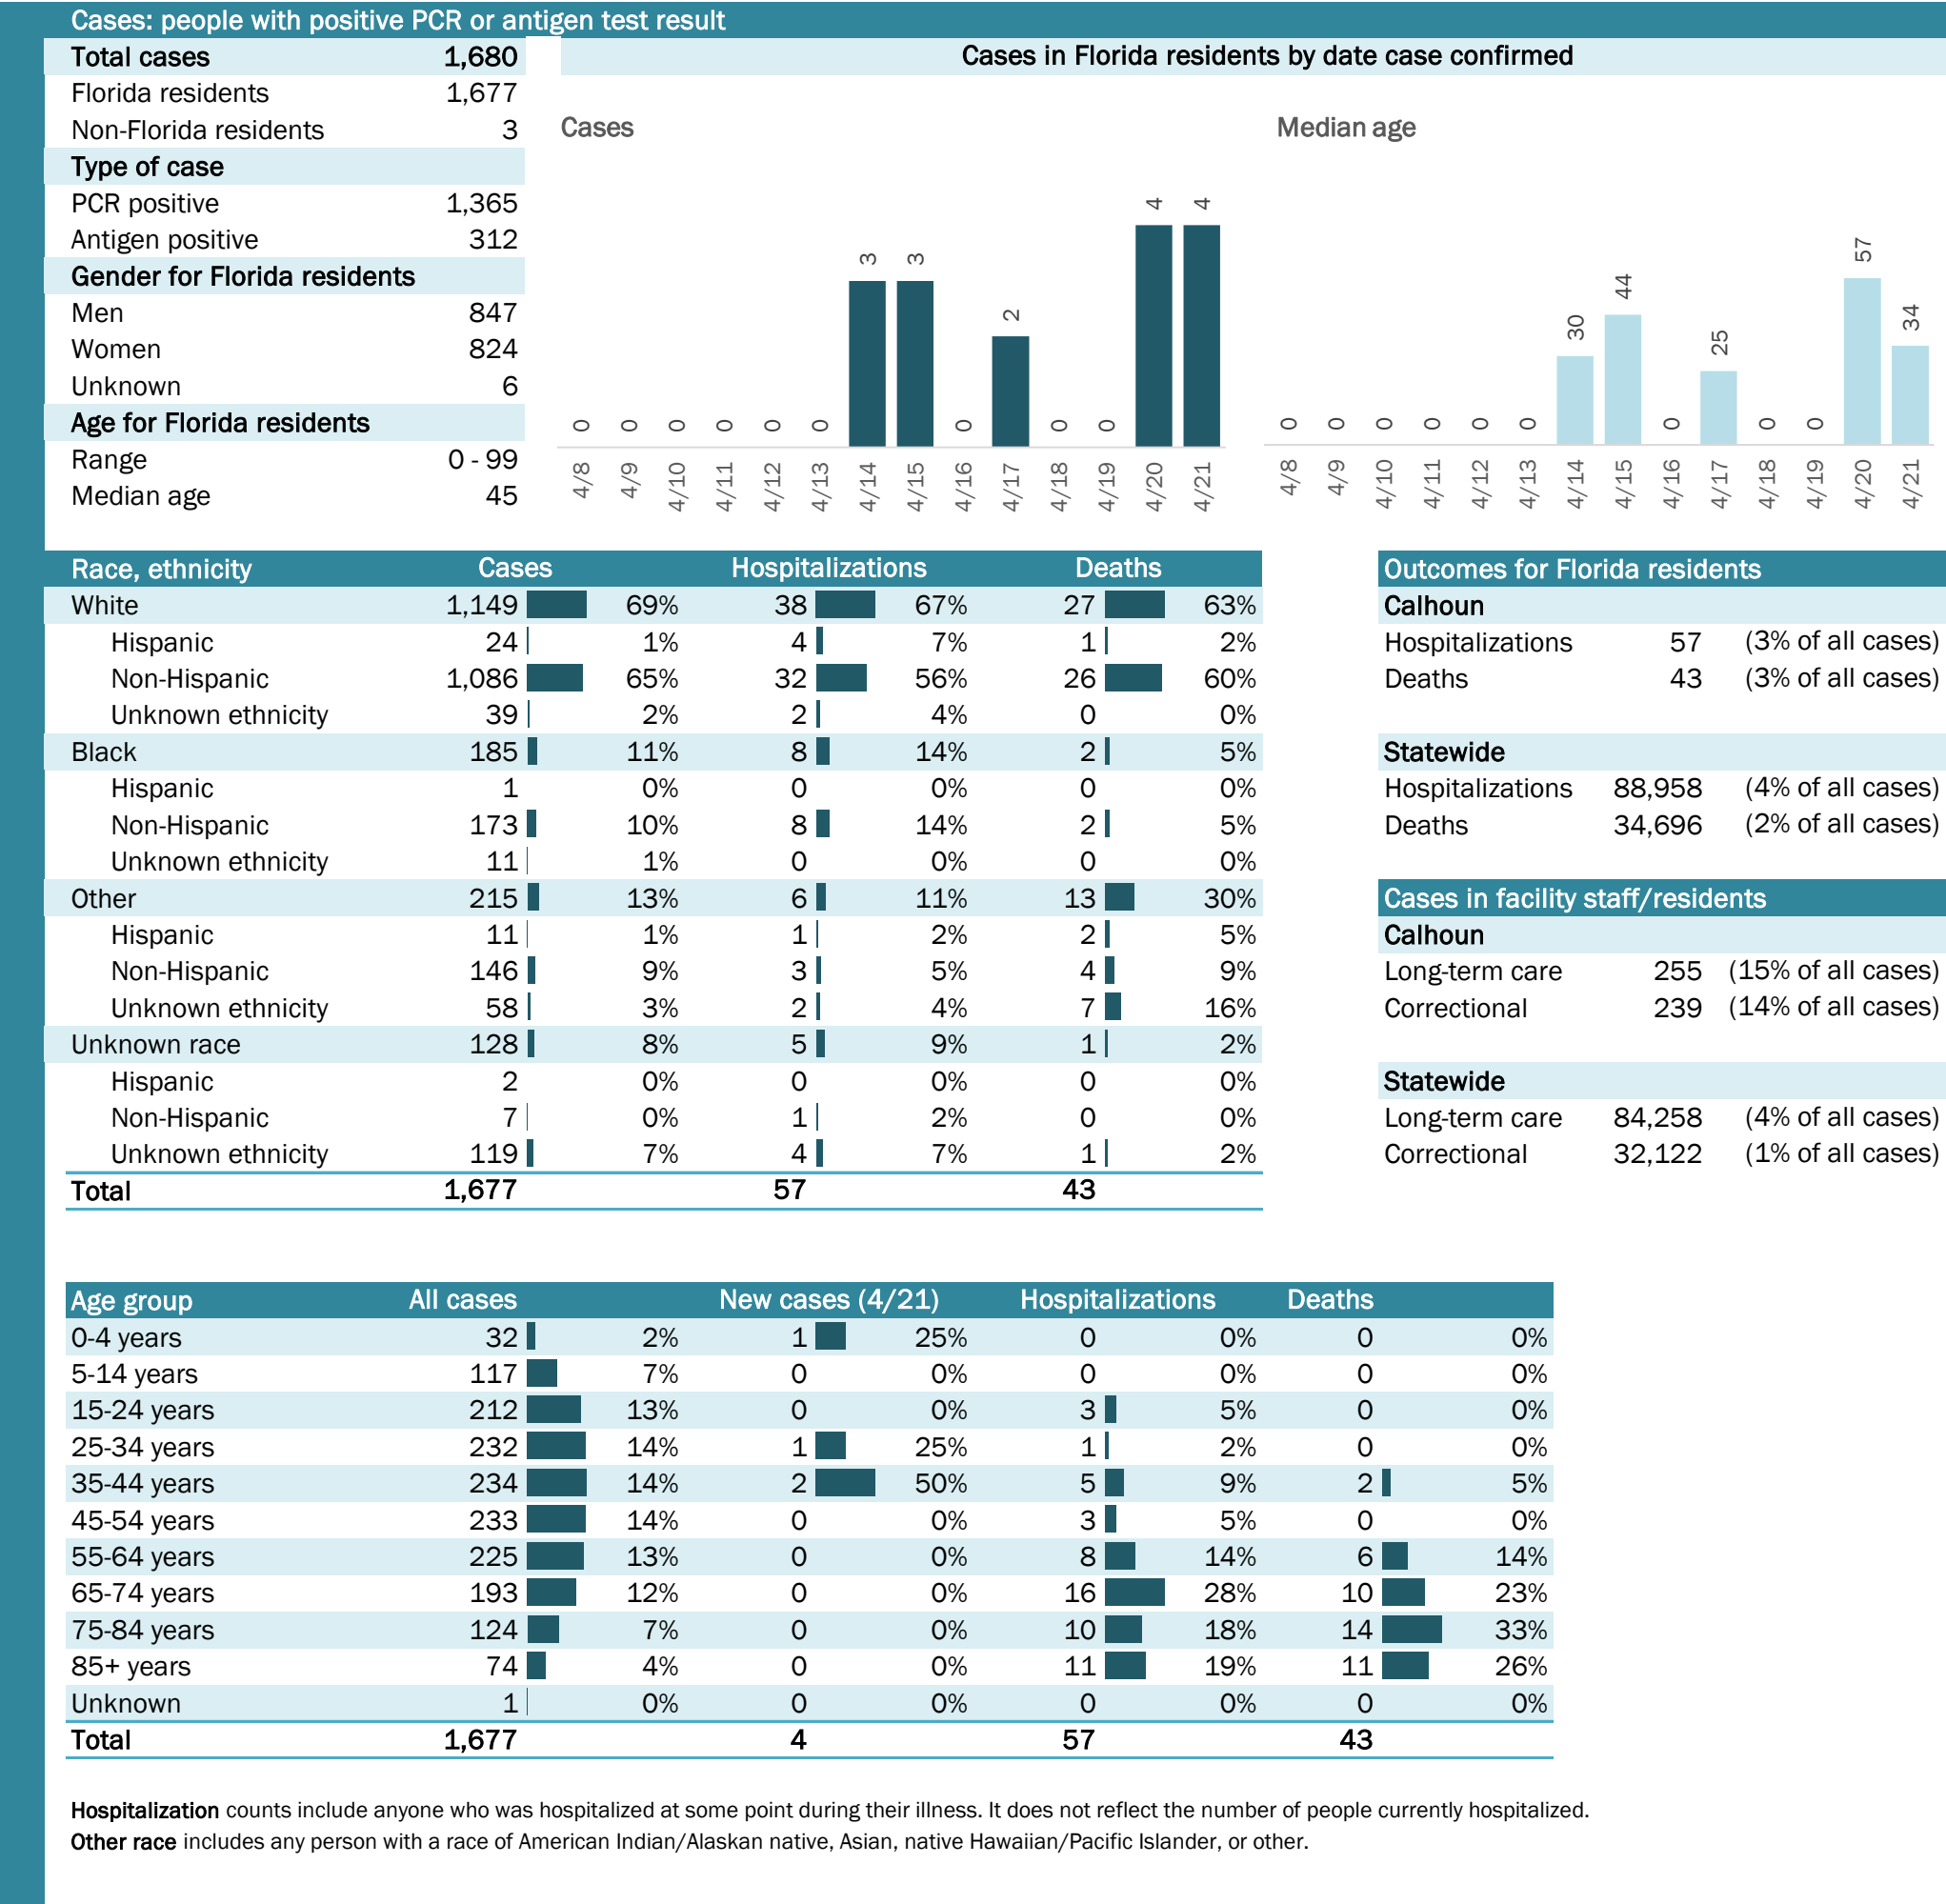 Cases: people with positive PCR or antigen test result
Total cases 1,680
Florida residents 1,677
Non-Florida residents 3
Type of case
PCR positive 1,365
Antigen positive 312
Gender for Florida residents
Men 847
Women 824
Unknown 6
Age for Florida residents
Range 0 - 99
Median age 45
Cases in Florida residents by date case confirmed
Cases
0 0 0 0 0 0 3 3 0 2 0 0 4 4
4/8 4/9 4/10 4/11 4/12 4/13 4/14 4/15 4/16 4/17 4/18 4/19 4/20 4/21
Median age
0 0 0 0 0 0 30 44 0 25 0 0 57 34
4/8 4/9 4/10 4/11 4/12 4/13 4/14 4/15 4/16 4/17 4/18 4/19 4/20 4/21
Race, ethnicity Cases Hospitalizations Deaths
White 1,149 69% 38 67% 27 63%
Hispanic 24 1% 4 7% 1 2%
Non-Hispanic 1,086 65% 32 56% 26 60%
Unknown ethnicity 39 2% 2 4% 0 0%
Black 185 11% 8 14% 2 5%
Hispanic 1 0% 0 0% 0 0%
Non-Hispanic 173 10% 8 14% 2 5%
Unknown ethnicity 11 1% 0 0% 0 0%
Other 215 13% 6 11% 13 30%
Hispanic 11 1% 1 2% 2 5%
Non-Hispanic 146 9% 3 5% 4 9%
Unknown ethnicity 58 3% 2 4% 7 16%
Unknown race 128 8% 5 9% 1 2%
Hispanic 2 0% 0 0% 0 0%
Non-Hispanic 7 0% 1 2% 0 0%
Unknown ethnicity 119 7% 4 7% 1 2%
Total 1,677 57 43
Outcomes for Florida residents
Calhoun
Hospitalizations 57 (3% of all cases)
Deaths 43 (3% of all cases)
Statewide
Hospitalizations 88,958 (4% of all cases)
Deaths 34,696 (2% of all cases)
Cases in facility staff/residents
Calhoun
Long-term care 255 (15% of all cases)
Correctional 239 (14% of all cases)
Statewide
Long-term care 84,258 (4% of all cases)
Correctional 32,122 (1% of all cases)
Age group All cases New cases (4/21) Hospitalizations Deaths
0-4 years 32 2% 1 25% 0 0% 0 0%
5-14 years 117 7% 0 0% 0 0% 0 0%
15-24 years 212 13% 0 0% 3 5% 0 0%
25-34 years 232 14% 1 25% 1 2% 0 0%
35-44 years 234 14% 2 50% 5 9% 2 5%
45-54 years 233 14% 0 0% 3 5% 0 0%
55-64 years 225 13% 0 0% 8 14% 6 14%
65-74 years 193 12% 0 0% 16 28% 10 23%
75-84 years 124 7% 0 0% 10 18% 14 33%
85+ years 74 4% 0 0% 11 19% 11 26%
Unknown 1 0% 0 0% 0 0% 0 0%
Total 1,677 4 57 43
Hospitalization counts include anyone who was hospitalized at some point during their illness. It does not reflect the number of people currently hospitalized.
Other race includes any person with a race of American Indian/Alaskan native, Asian, native Hawaiian/Pacific Islander, or other.